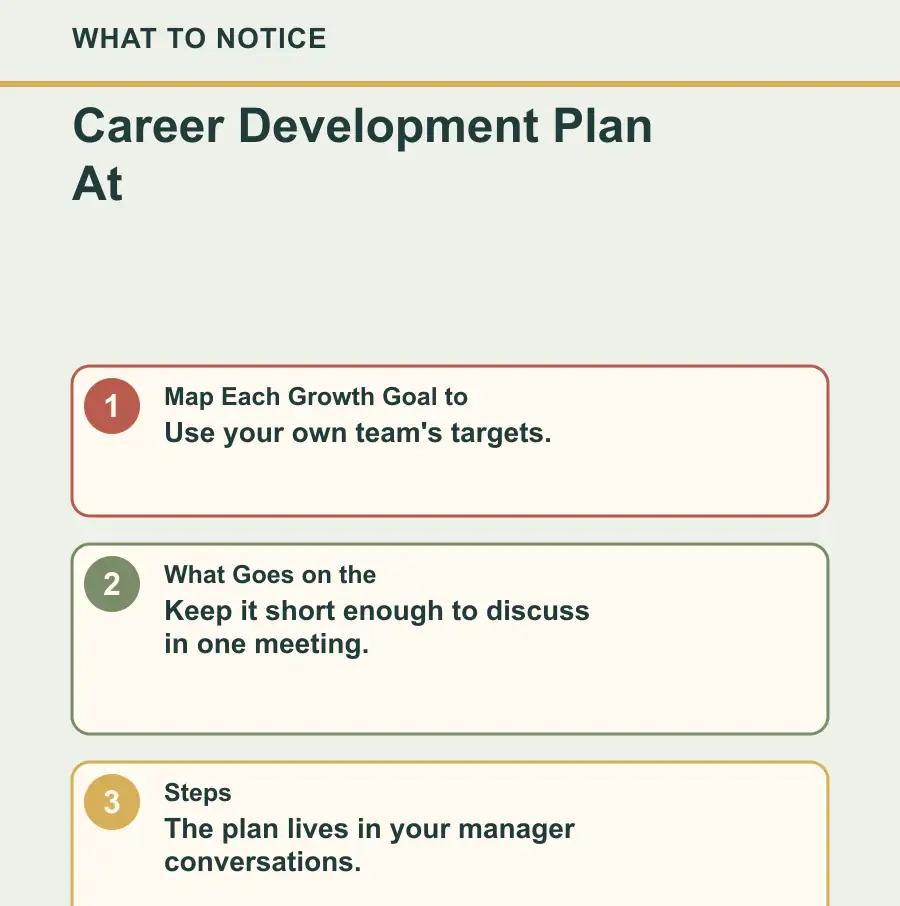 WHAT TO NOTICE
Career Development Plan
At
1
Map Each Growth Goal to
Use your own team's targets.
2
What Goes on the
Keep it short enough to discuss
in one meeting.
3
Steps
The plan lives in your manager
conversations.